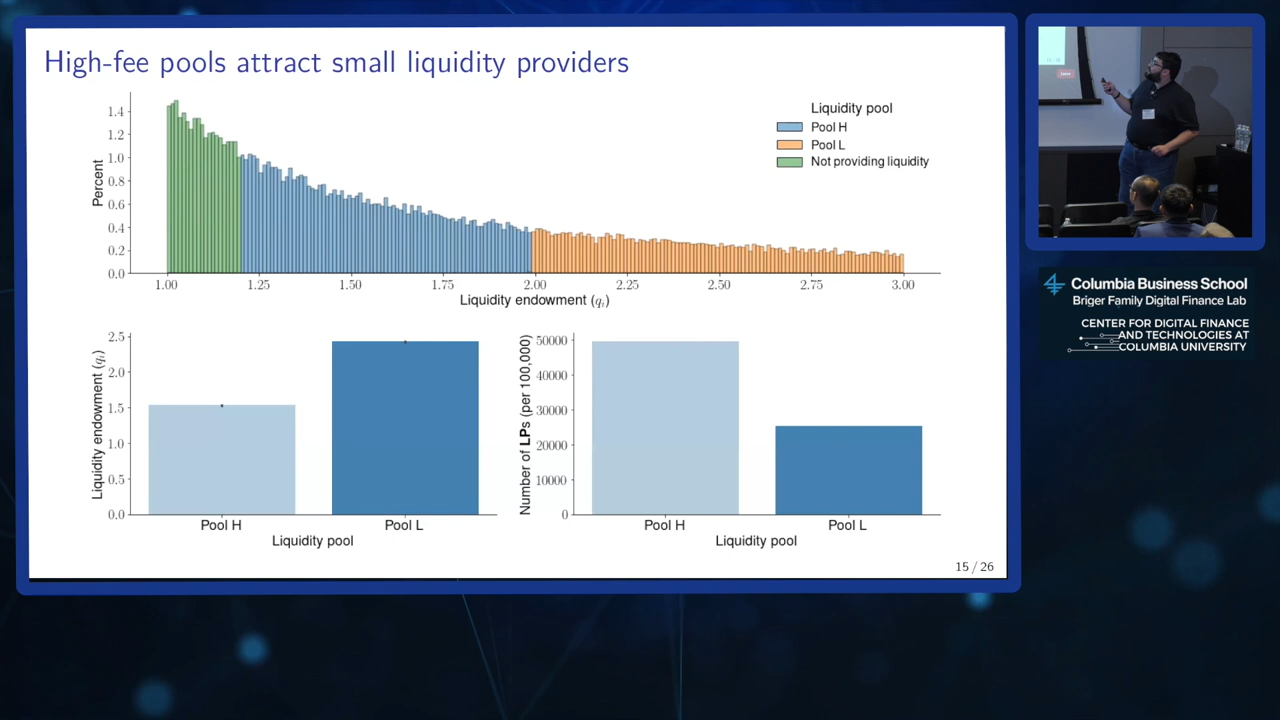 High-fee pools attract small liquidity providers
Percent
1.4
1.2
1.0
0.8
0.6
0.4
0.2
0.0
1.00 1.25 1.50 1.75 2.00 2.25 2.50 2.75 3.00
Liquidity endowment (qᵢ)
Liquidity pool
Pool H
Pool L
Not providing liquidity
Liquidity endowment (qᵢ)
2.5
2.0
1.5
1.0
0.5
0.0
Pool H Pool L
Liquidity pool
Number of LPs (per 100,000)
50000
40000
30000
20000
10000
0
Pool H Pool L
Liquidity pool
15 / 26
Columbia Business School
Briger Family Digital Finance Lab
CENTER FOR DIGITAL FINANCE
AND TECHNOLOGIES AT
COLUMBIA UNIVERSITY